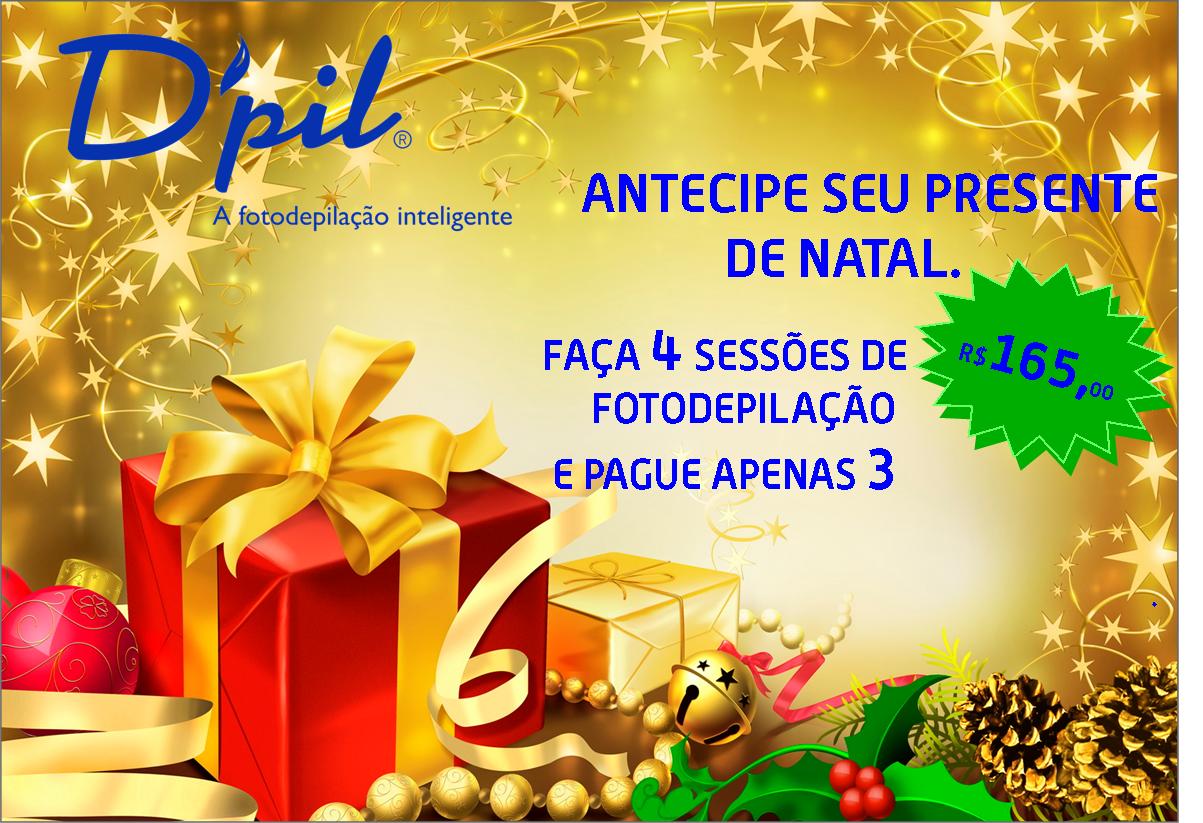 D'pil®
A fotodepilação inteligente
ANTECIPE SEU PRESENTE
DE NATAL.
FAÇA 4 SESSÕES DE
FOTODEPILAÇÃO
E PAGUE APENAS 3
R$165,00